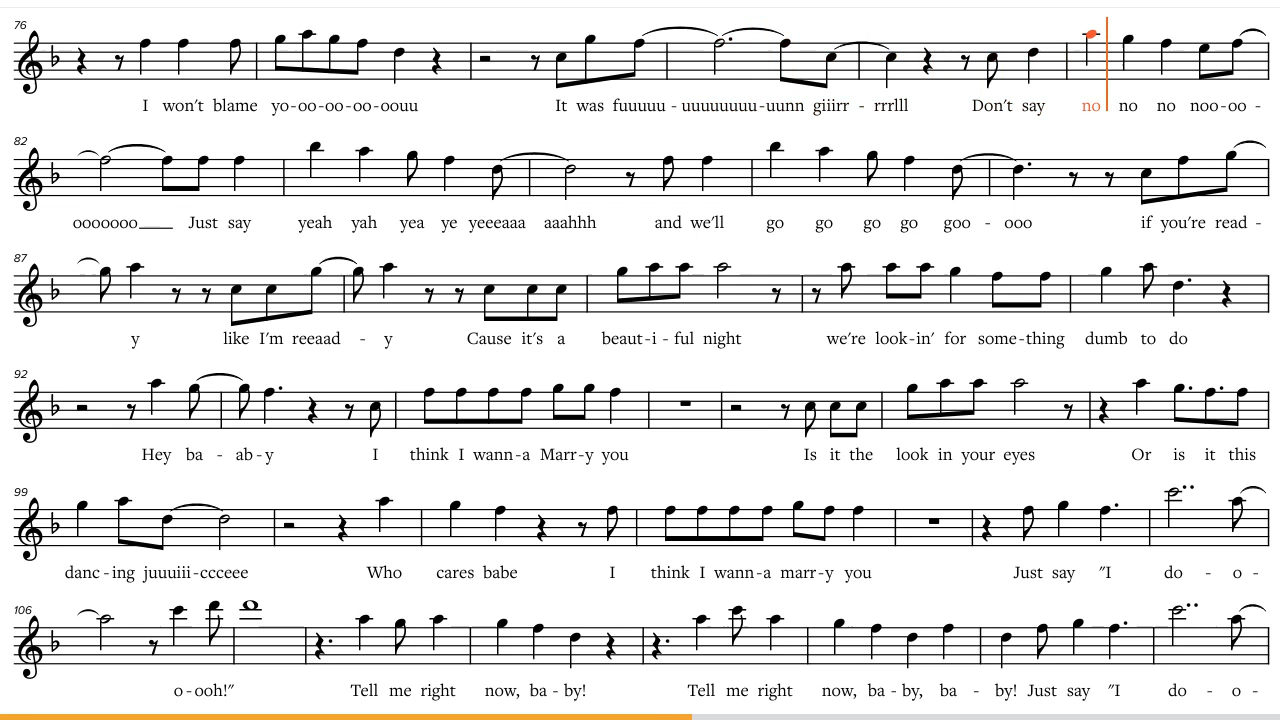 76
I won't blame yo-oo-oo-oo-oouu It was fuuuu - uuuuuuuu-uunn giiirr - rrrlll Don't say no no no noo-oo -
82
ooooooo___ Just say yeah yah yea ye yeeeaaa aaahhh and we'll go go go go goo - ooo if you're read -
87
y like I'm reeaad - y Cause it's a beaut-i-ful night we're look-in' for some-thing dumb to do
92
Hey ba - ab-y I think I wann-a Marr-y you Is it the look in your eyes Or is it this
99
danc-ing juuuiii-ccceee Who cares babe I think I wann-a marr-y you Just say "I do - o -
106
o-ooh!" Tell me right now, ba-by! Tell me right now, ba-by, ba - by! Just say "I do - o -